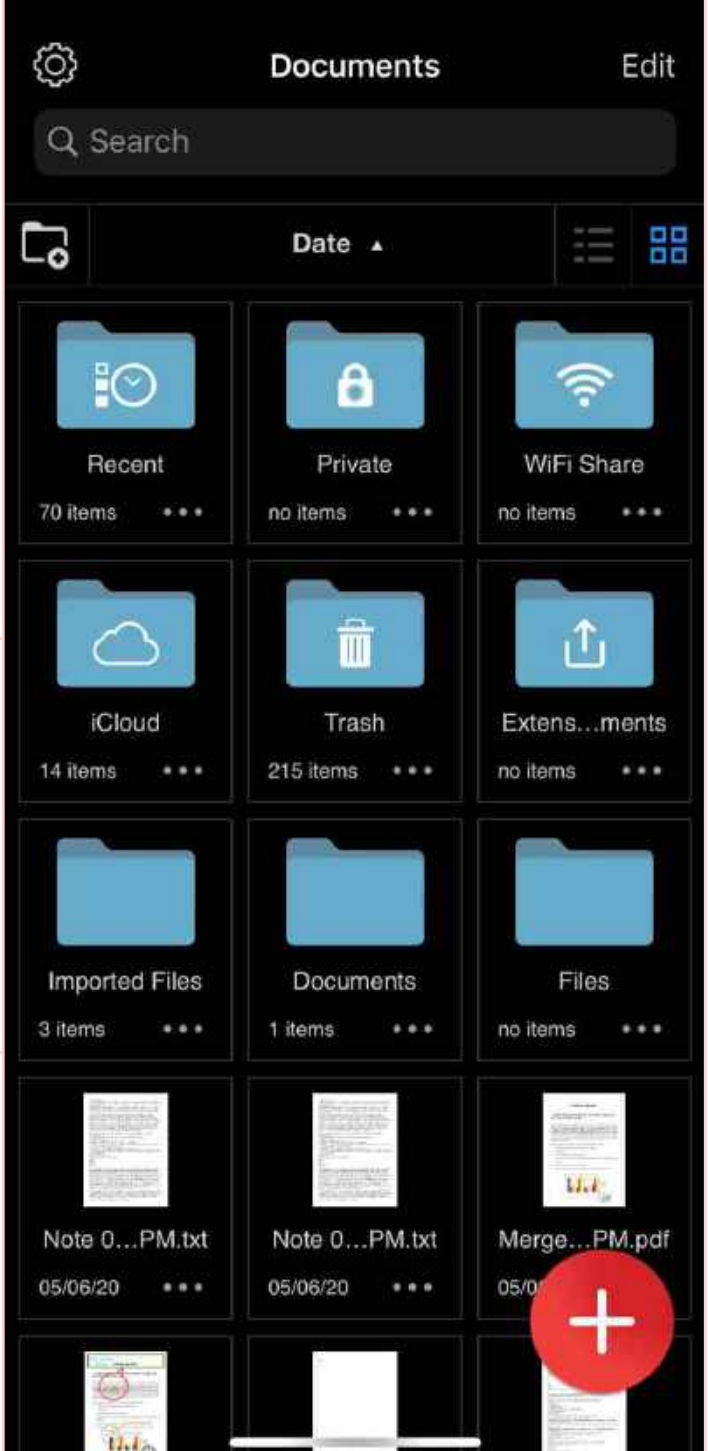 Documents Edit
Search
Date ▲
Recent Private WiFi Share
70 items no items no items
iCloud Trash Extens...ments
14 items 215 items no items
Imported Files Documents Files
3 items 1 items no items
Note 0...PM.txt Note 0...PM.txt Merge...PM.pdf
05/06/20 05/06/20